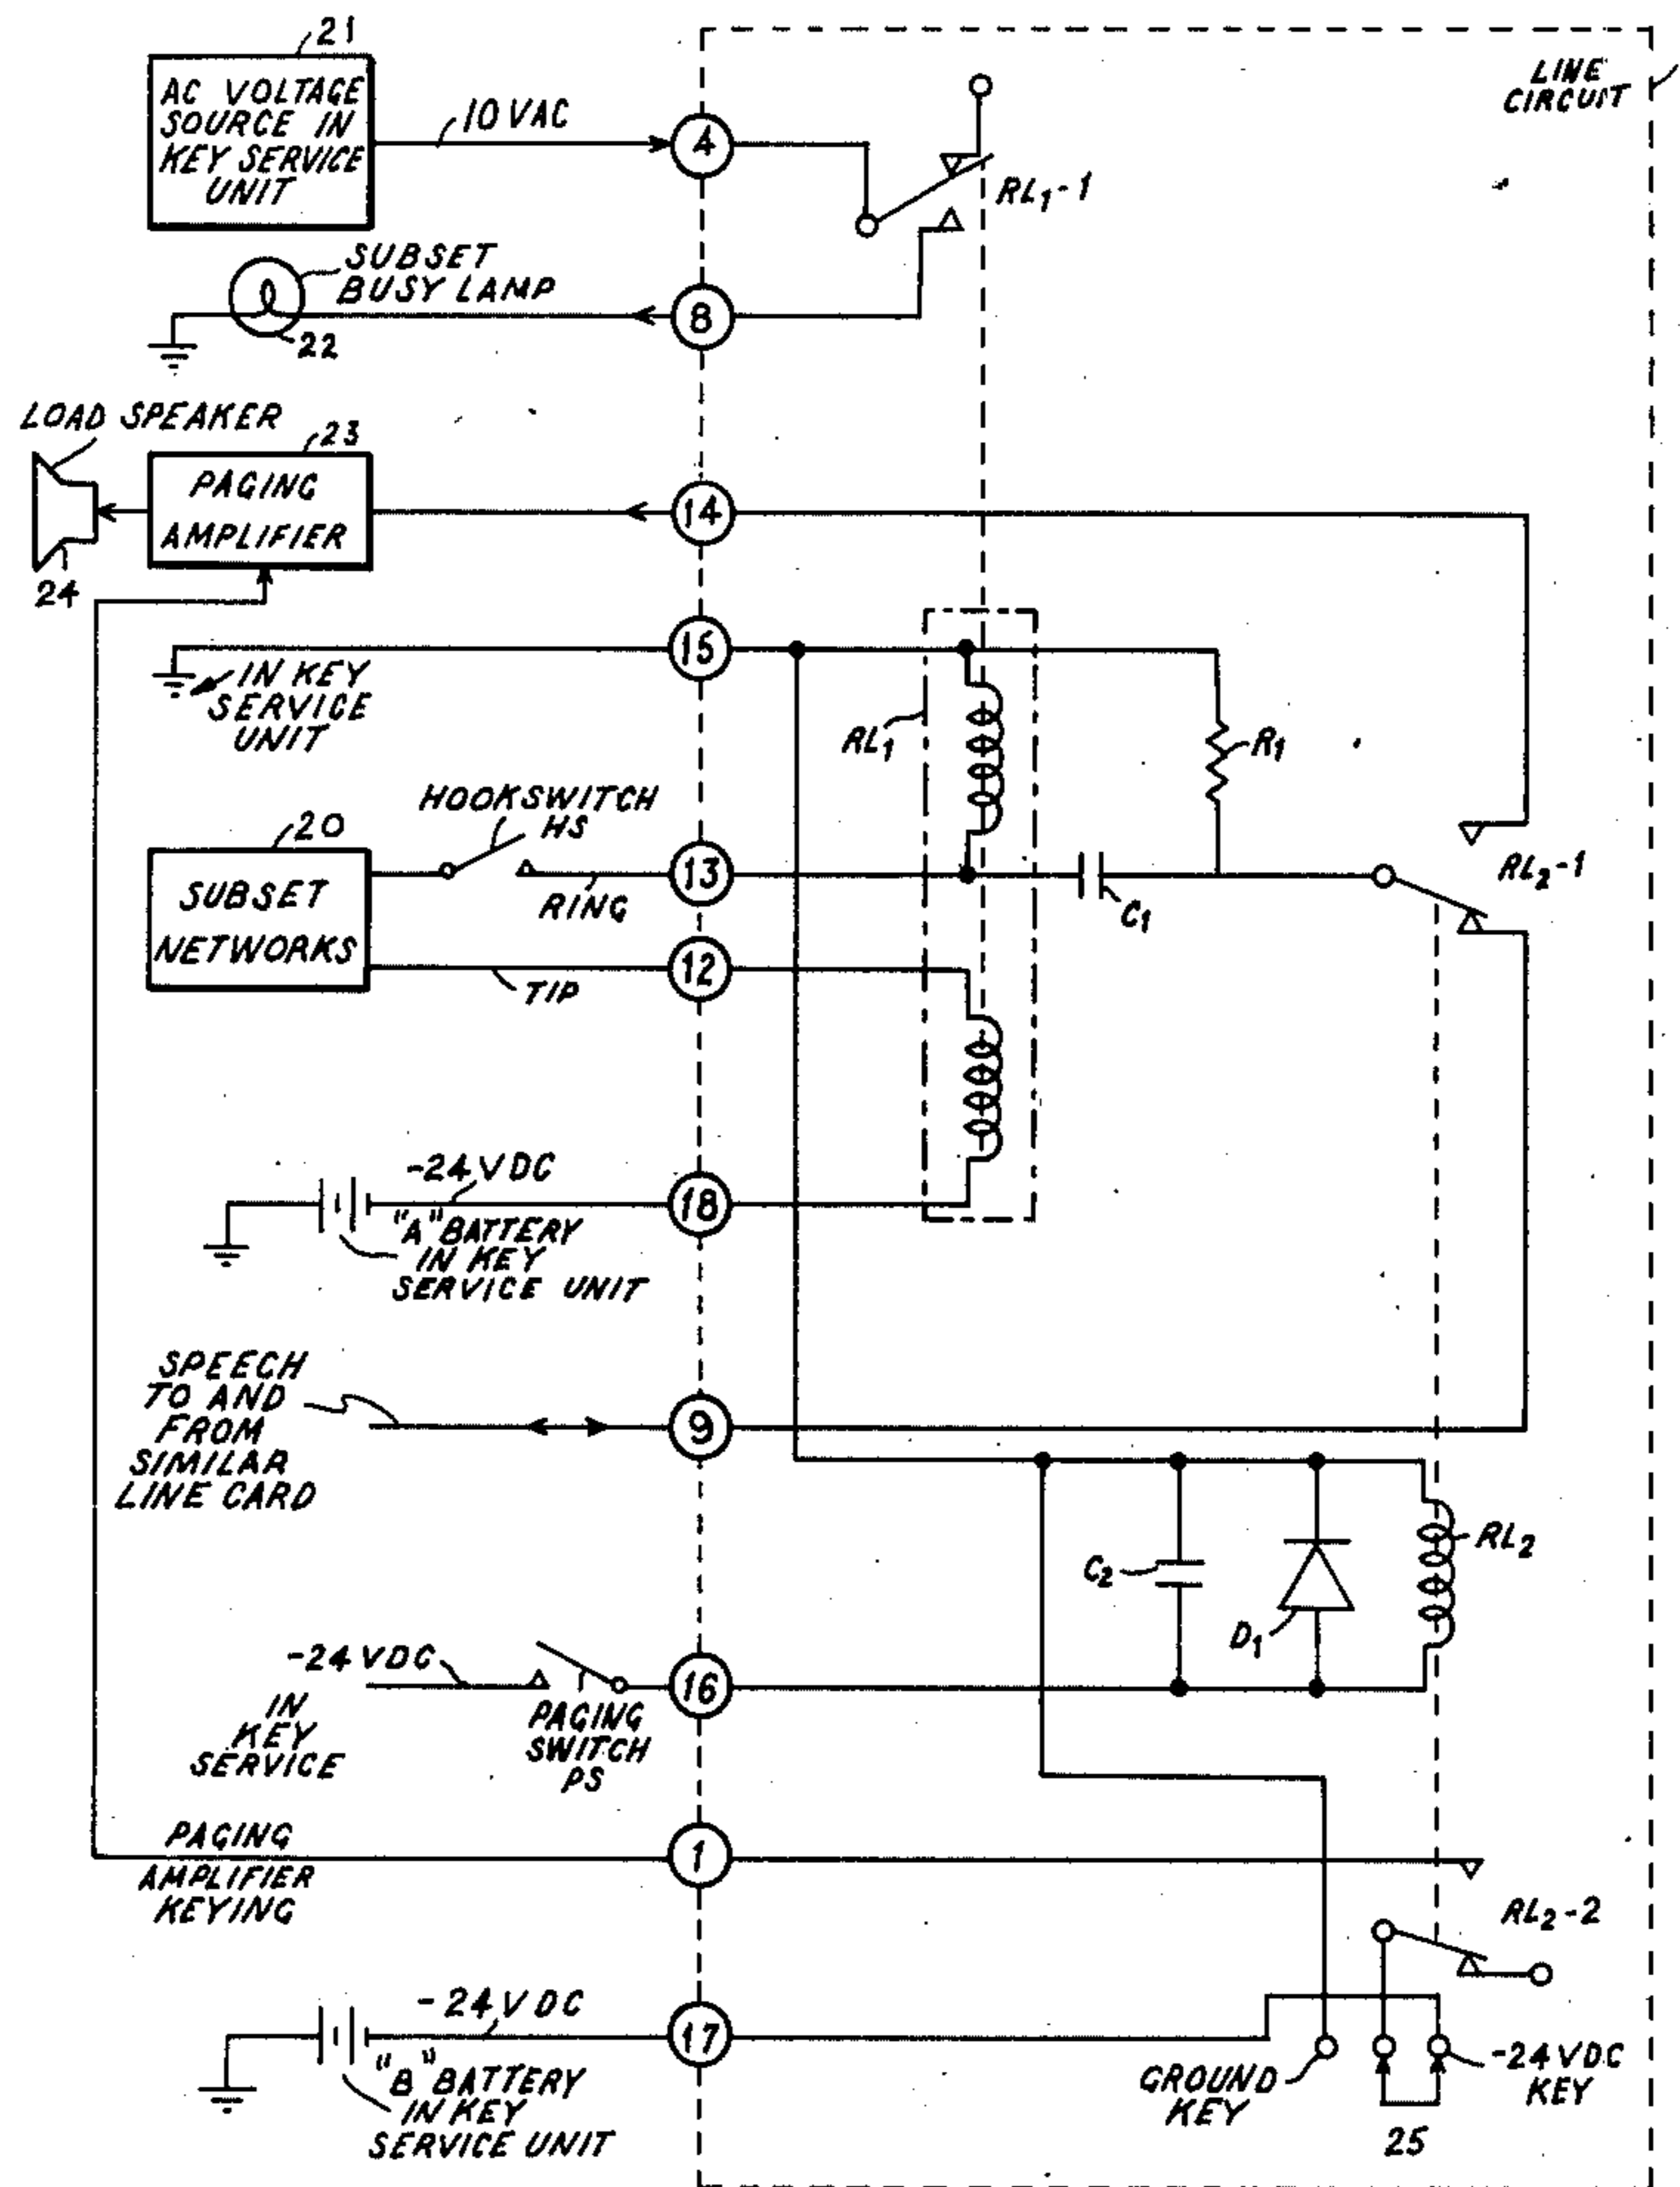 21
AC VOLTAGE
SOURCE IN
KEY SERVICE
UNIT
10 VAC
4
RL1-1
LINE
CIRCUIT
SUBSET
BUSY LAMP
22
8
LOAD SPEAKER
23
PAGING
AMPLIFIER
24
14
15
IN KEY
SERVICE
UNIT
RL1
R1
HOOKSWITCH
HS
20
SUBSET
NETWORKS
13
RING
C1
RL2-1
12
TIP
-24 VDC
18
"A" BATTERY
IN KEY
SERVICE UNIT
SPEECH
TO AND
FROM
SIMILAR
LINE CARD
9
C2
D1
RL2
-24 VDC
IN
KEY
SERVICE
PAGING
SWITCH
PS
16
PAGING
AMPLIFIER
KEYING
1
RL2-2
-24 VDC
17
"B" BATTERY
IN KEY
SERVICE UNIT
GROUND
KEY
-24 VDC
KEY
25